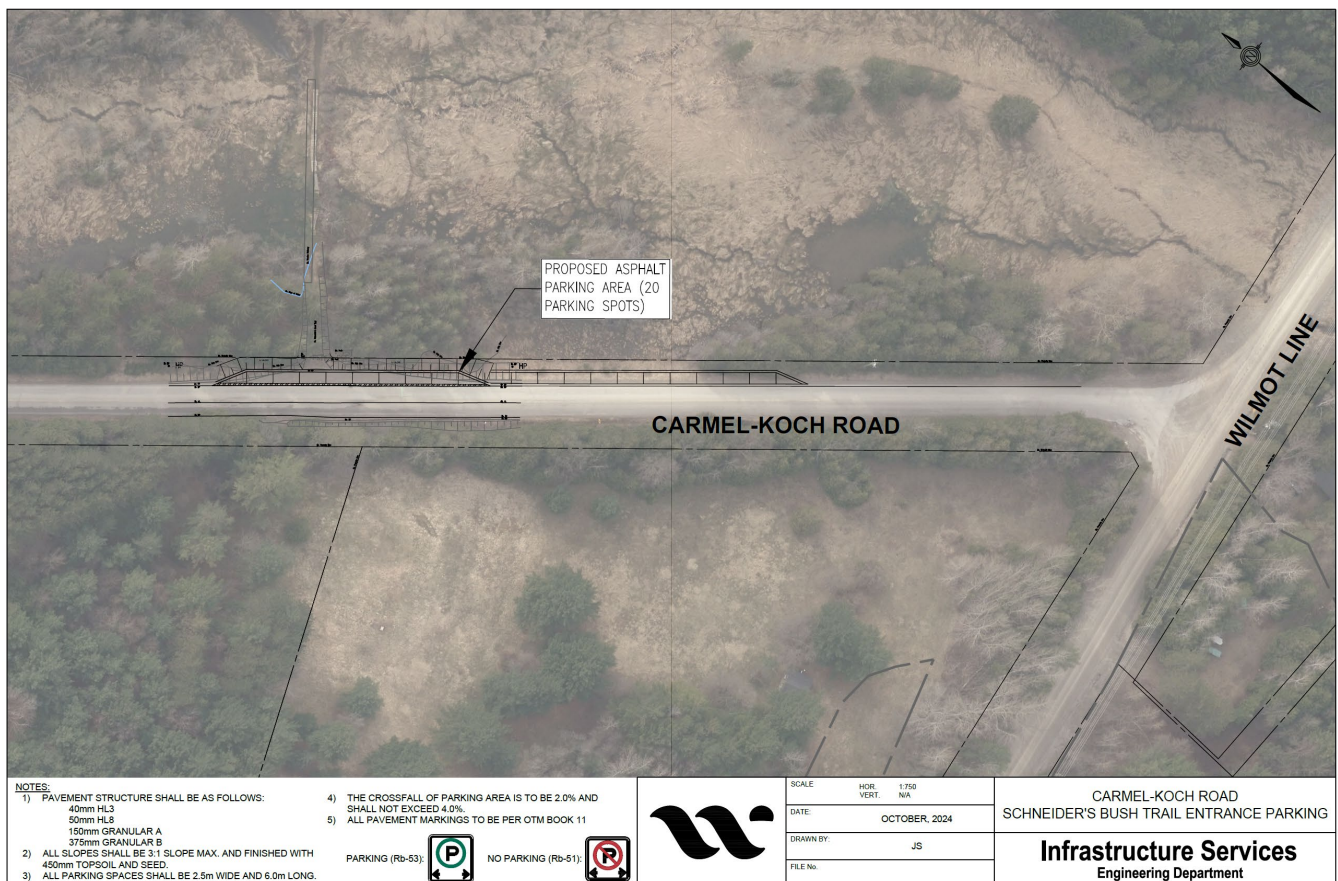 PROPOSED ASPHALT
PARKING AREA (20
PARKING SPOTS)
HP
HP
CARMEL-KOCH ROAD
WILMOT LINE
NOTES:
1) PAVEMENT STRUCTURE SHALL BE AS FOLLOWS:
40mm HL3
50mm HL8
150mm GRANULAR A
375mm GRANULAR B
2) ALL SLOPES SHALL BE 3:1 SLOPE MAX. AND FINISHED WITH
450mm TOPSOIL AND SEED.
3) ALL PARKING SPACES SHALL BE 2.5m WIDE AND 6.0m LONG.
4) THE CROSSFALL OF PARKING AREA IS TO BE 2.0% AND
SHALL NOT EXCEED 4.0%.
5) ALL PAVEMENT MARKINGS TO BE PER OTM BOOK 11
PARKING (Rb-53): P NO PARKING (Rb-51): P
SCALE HOR. 1:750
VERT. N/A
DATE: OCTOBER, 2024
DRAWN BY: JS
FILE No.
CARMEL-KOCH ROAD
SCHNEIDER'S BUSH TRAIL ENTRANCE PARKING
Infrastructure Services
Engineering Department